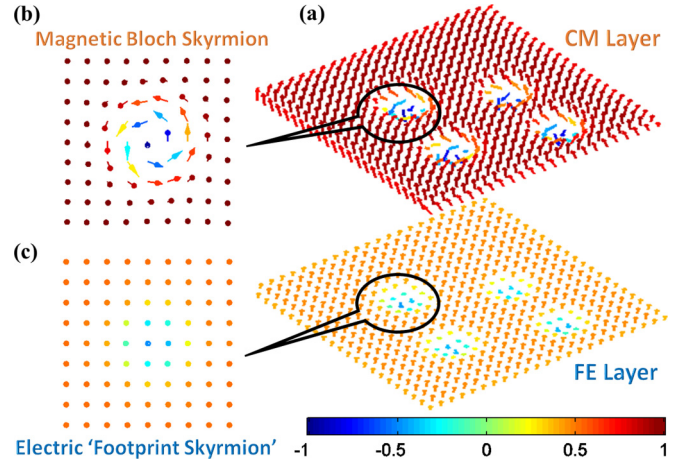 (b)
(a)
Magnetic Bloch Skyrmion
CM Layer
(c)
FE Layer
Electric ‘Footprint Skyrmion’
-1 -0.5 0 0.5 1